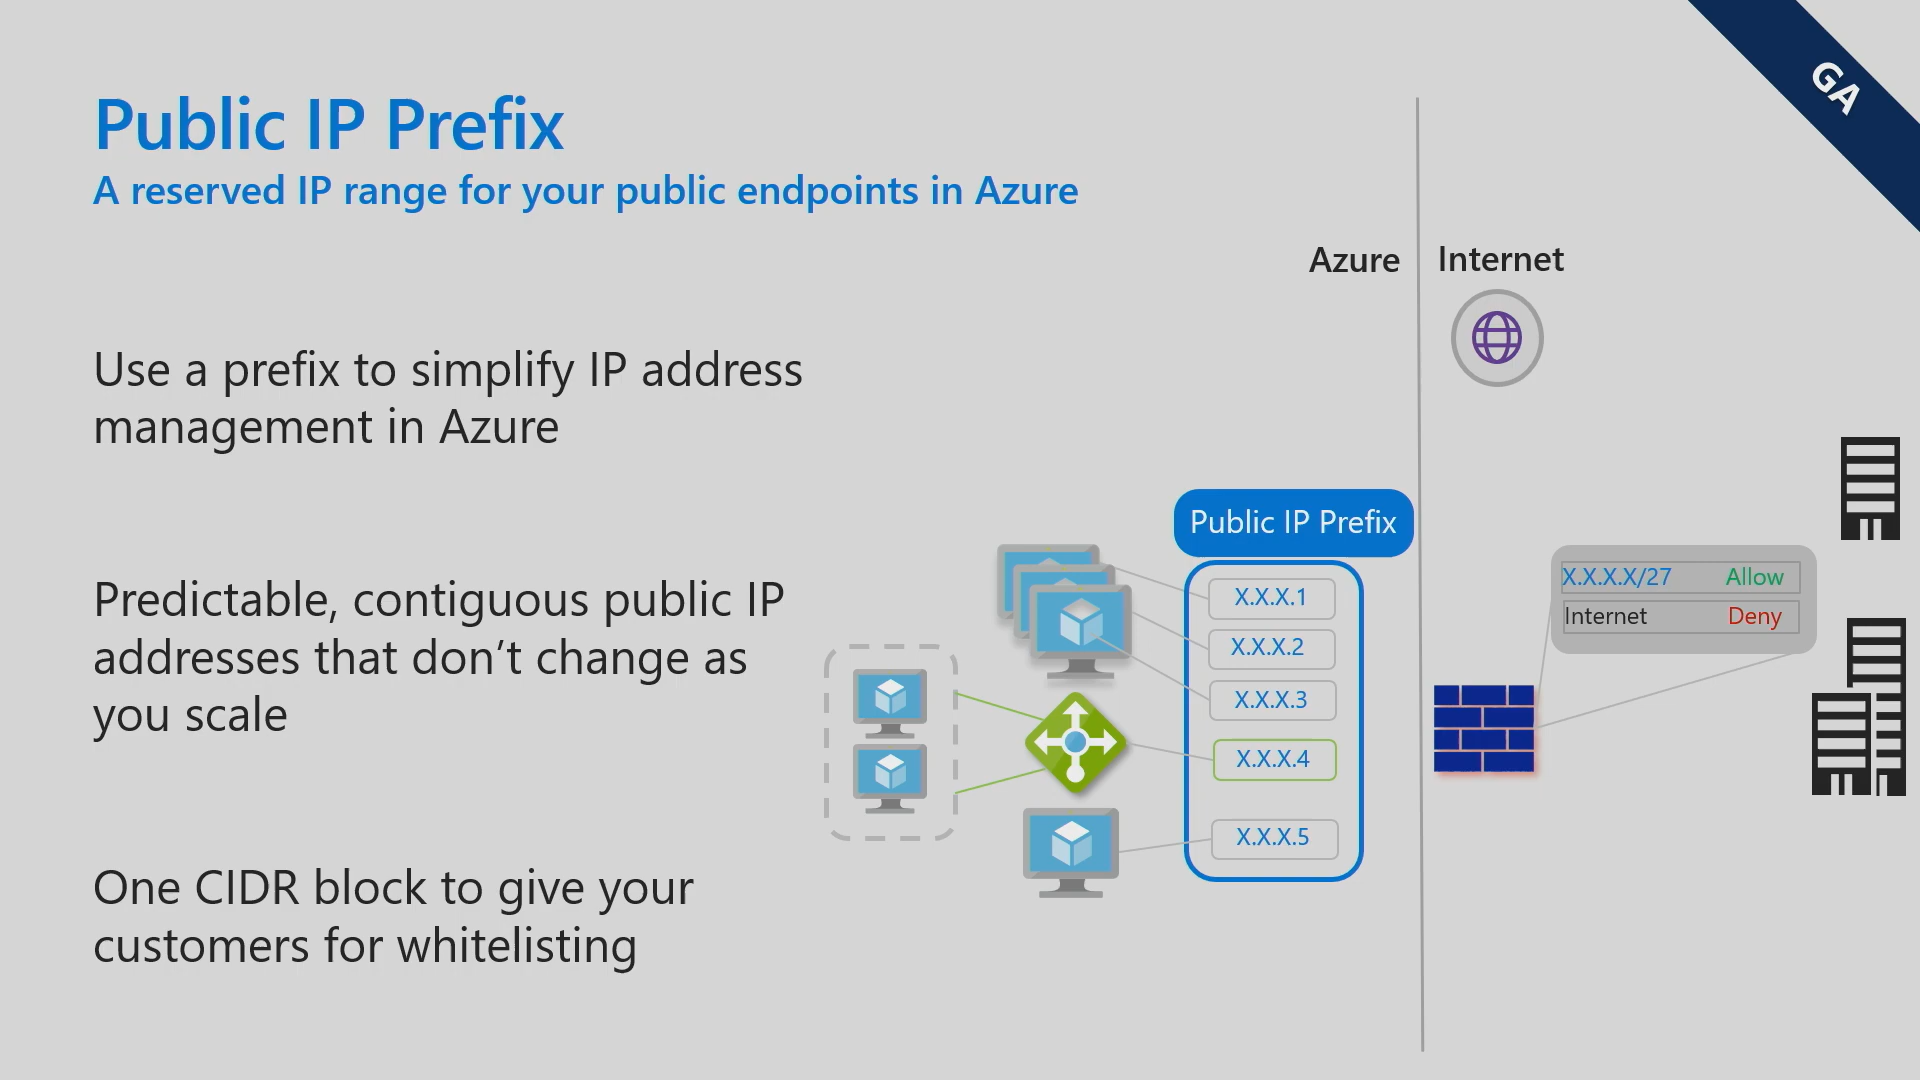 GA
Public IP Prefix
A reserved IP range for your public endpoints in Azure
Azure
Internet
Use a prefix to simplify IP address
management in Azure
Predictable, contiguous public IP
addresses that don’t change as
you scale
One CIDR block to give your
customers for whitelisting
Public IP Prefix
X.X.X.1
X.X.X.2
X.X.X.3
X.X.X.4
X.X.X.5
X.X.X.X/27 Allow
Internet Deny